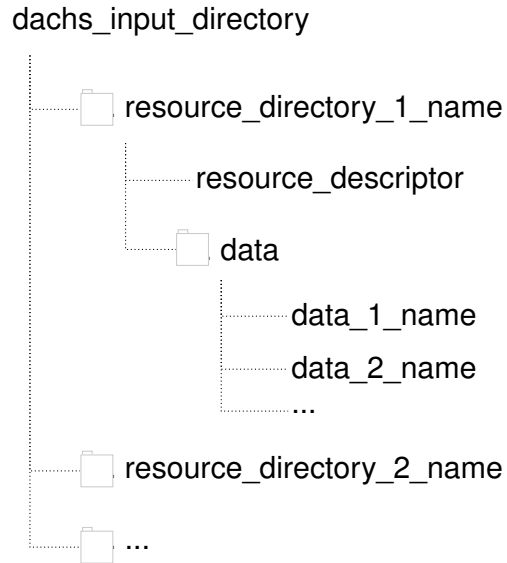 dachs_input_directory
resource_directory_1_name
resource_descriptor
data
data_1_name
data_2_name
...
resource_directory_2_name
...